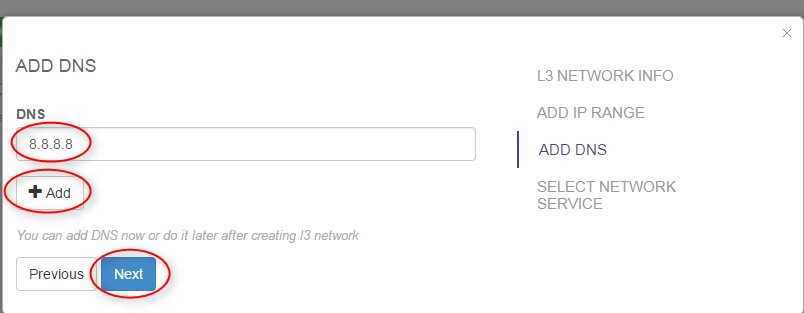 ADD DNS
DNS
8.8.8.8
Add
You can add DNS now or do it later after creating l3 network
Previous
Next
L3 NETWORK INFO
ADD IP RANGE
ADD DNS
SELECT NETWORK
SERVICE